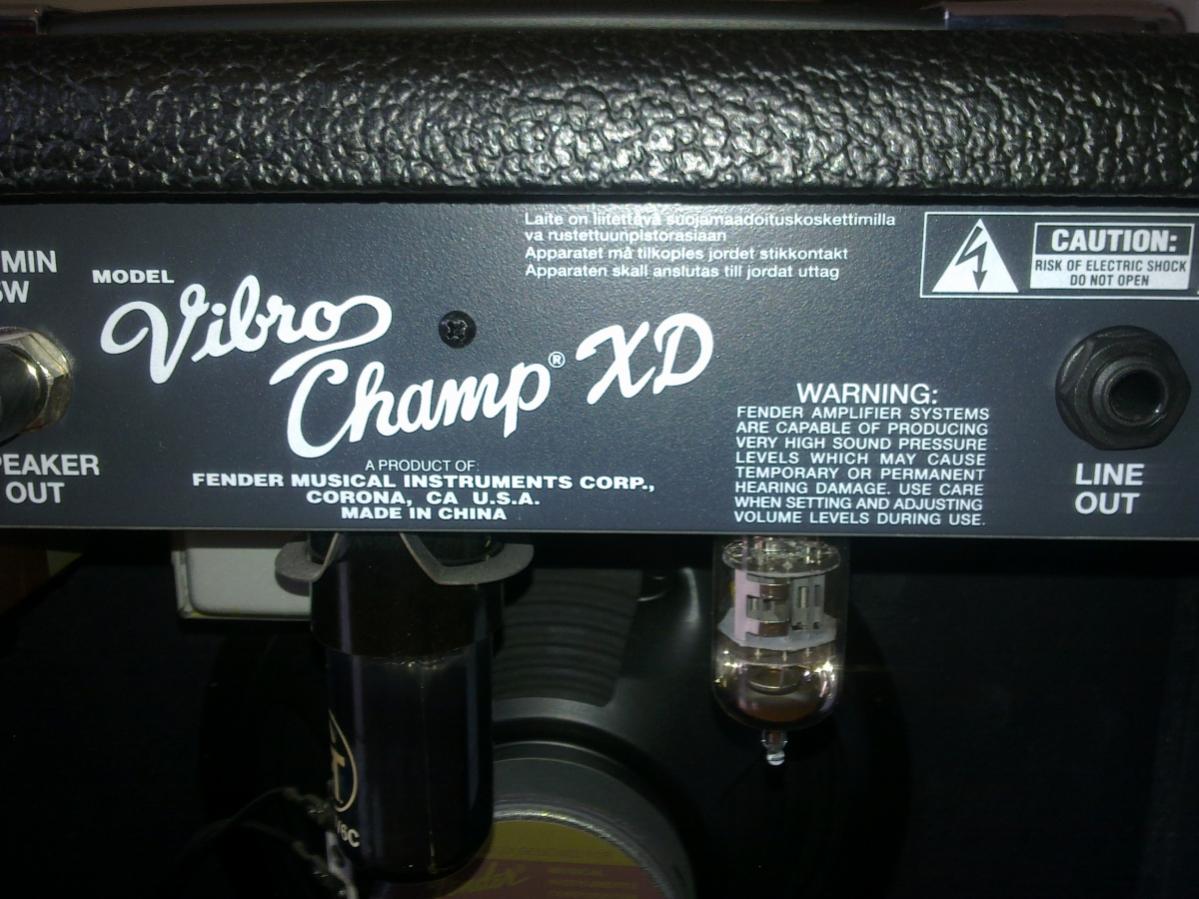 MIN
MODEL
Vibro
Champ® XD
A PRODUCT OF:
FENDER MUSICAL INSTRUMENTS CORP.,
CORONA, CA U.S.A.
MADE IN CHINA
Laite on liitettävä suojamaadoituskoskettimilla
va rustettuunpistorasiaan
Apparatet må tilkoples jordet stikkontakt
Apparaten skall anslutas till jordat uttag
CAUTION:
RISK OF ELECTRIC SHOCK
DO NOT OPEN
WARNING:
FENDER AMPLIFIER SYSTEMS
ARE CAPABLE OF PRODUCING
VERY HIGH SOUND PRESSURE
LEVELS WHICH MAY CAUSE
TEMPORARY OR PERMANENT
HEARING DAMAGE. USE CARE
WHEN SETTING AND ADJUSTING
VOLUME LEVELS DURING USE.
PEAKER
OUT
LINE
OUT